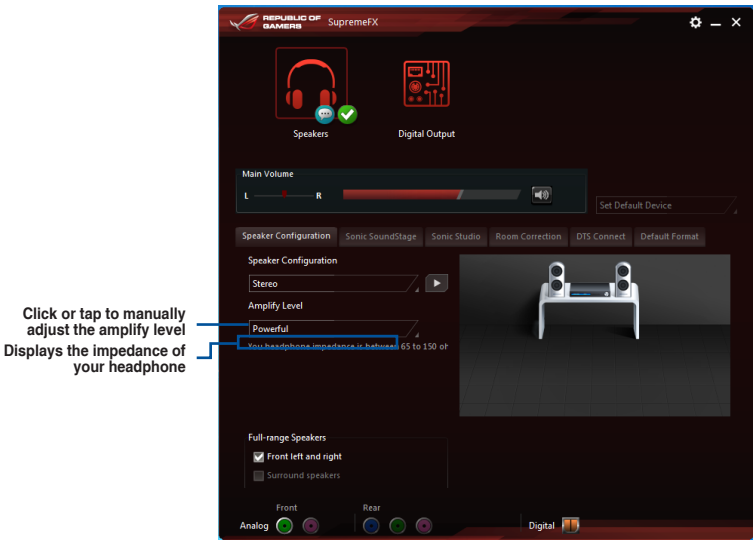 REPUBLIC OF
GAMERS
SupremeFX
Speakers
Digital Output
Main Volume
L R
Set Default Device
Speaker Configuration Sonic SoundStage Sonic Studio Room Correction DTS Connect Default Format
Speaker Configuration
Stereo
Amplify Level
Click or tap to manually
adjust the amplify level
Powerful
Displays the impedance of
your headphone
You headphone impedance is between 65 to 150 oh
Full-range Speakers
Front left and right
Surround speakers
Front Rear
Analog Digital